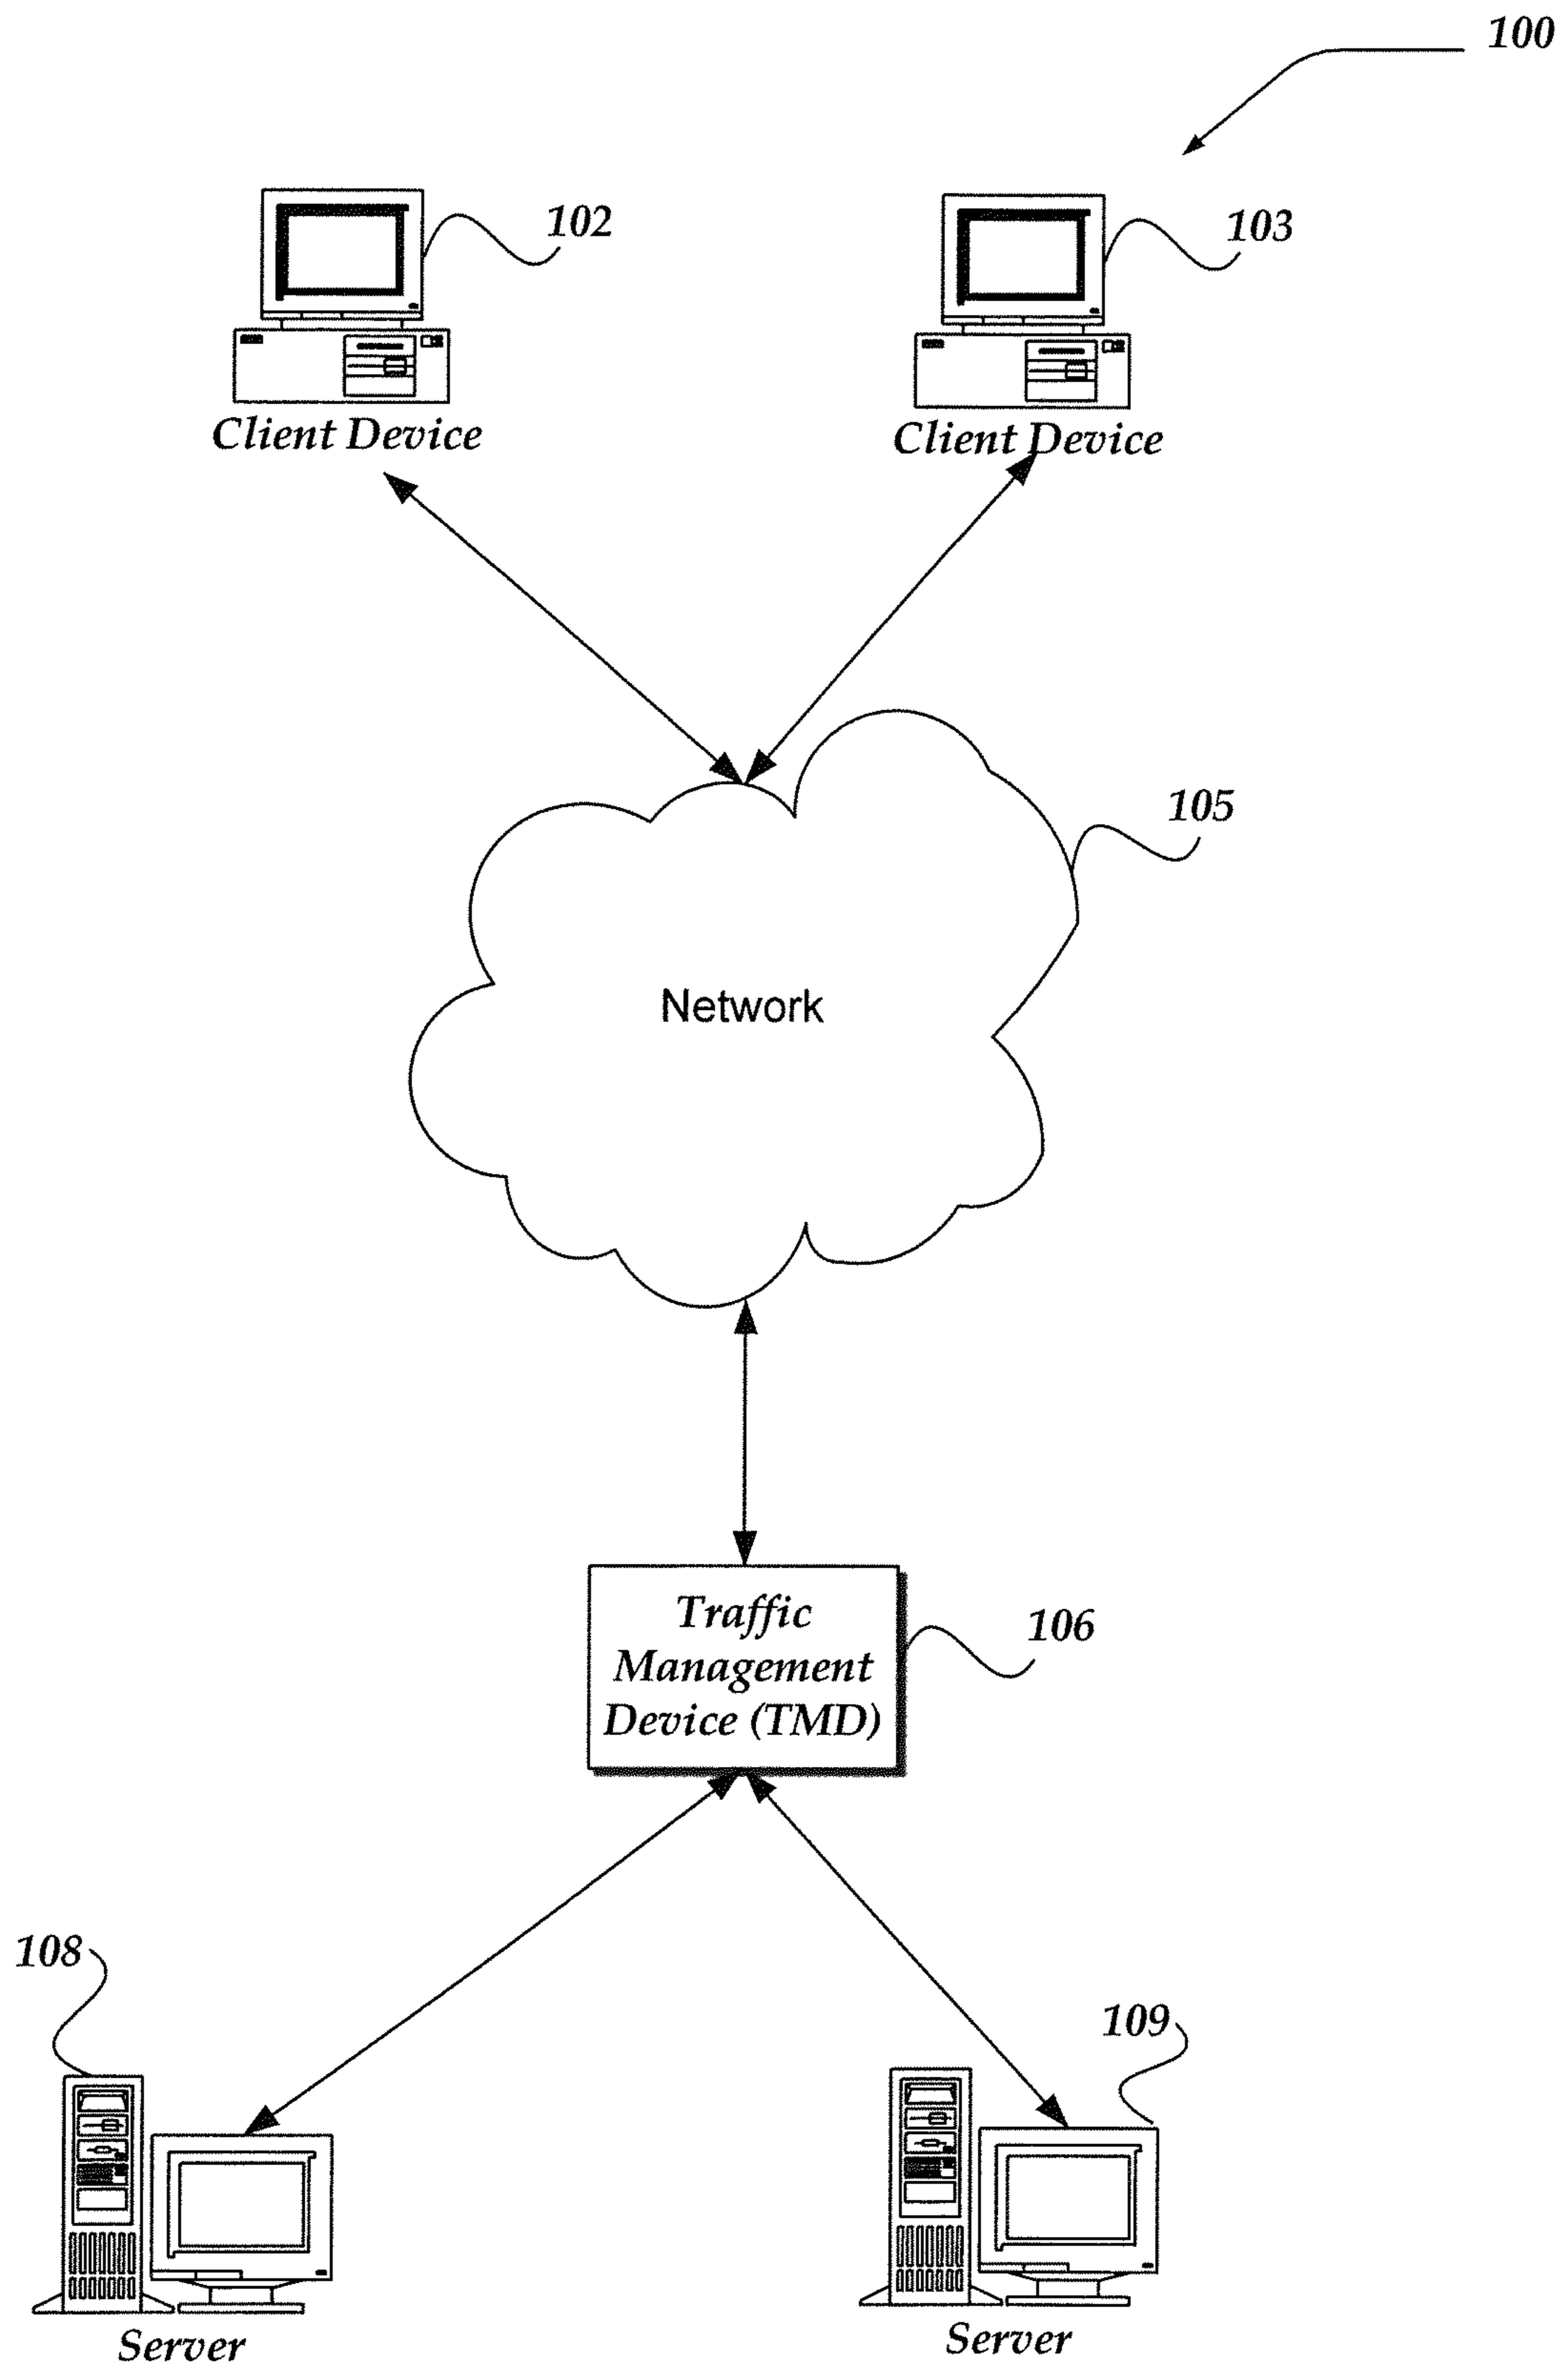 100
102
103
Client Device
Client Device
105
Network
Traffic
Management
Device (TMD)
106
108
109
Server
Server